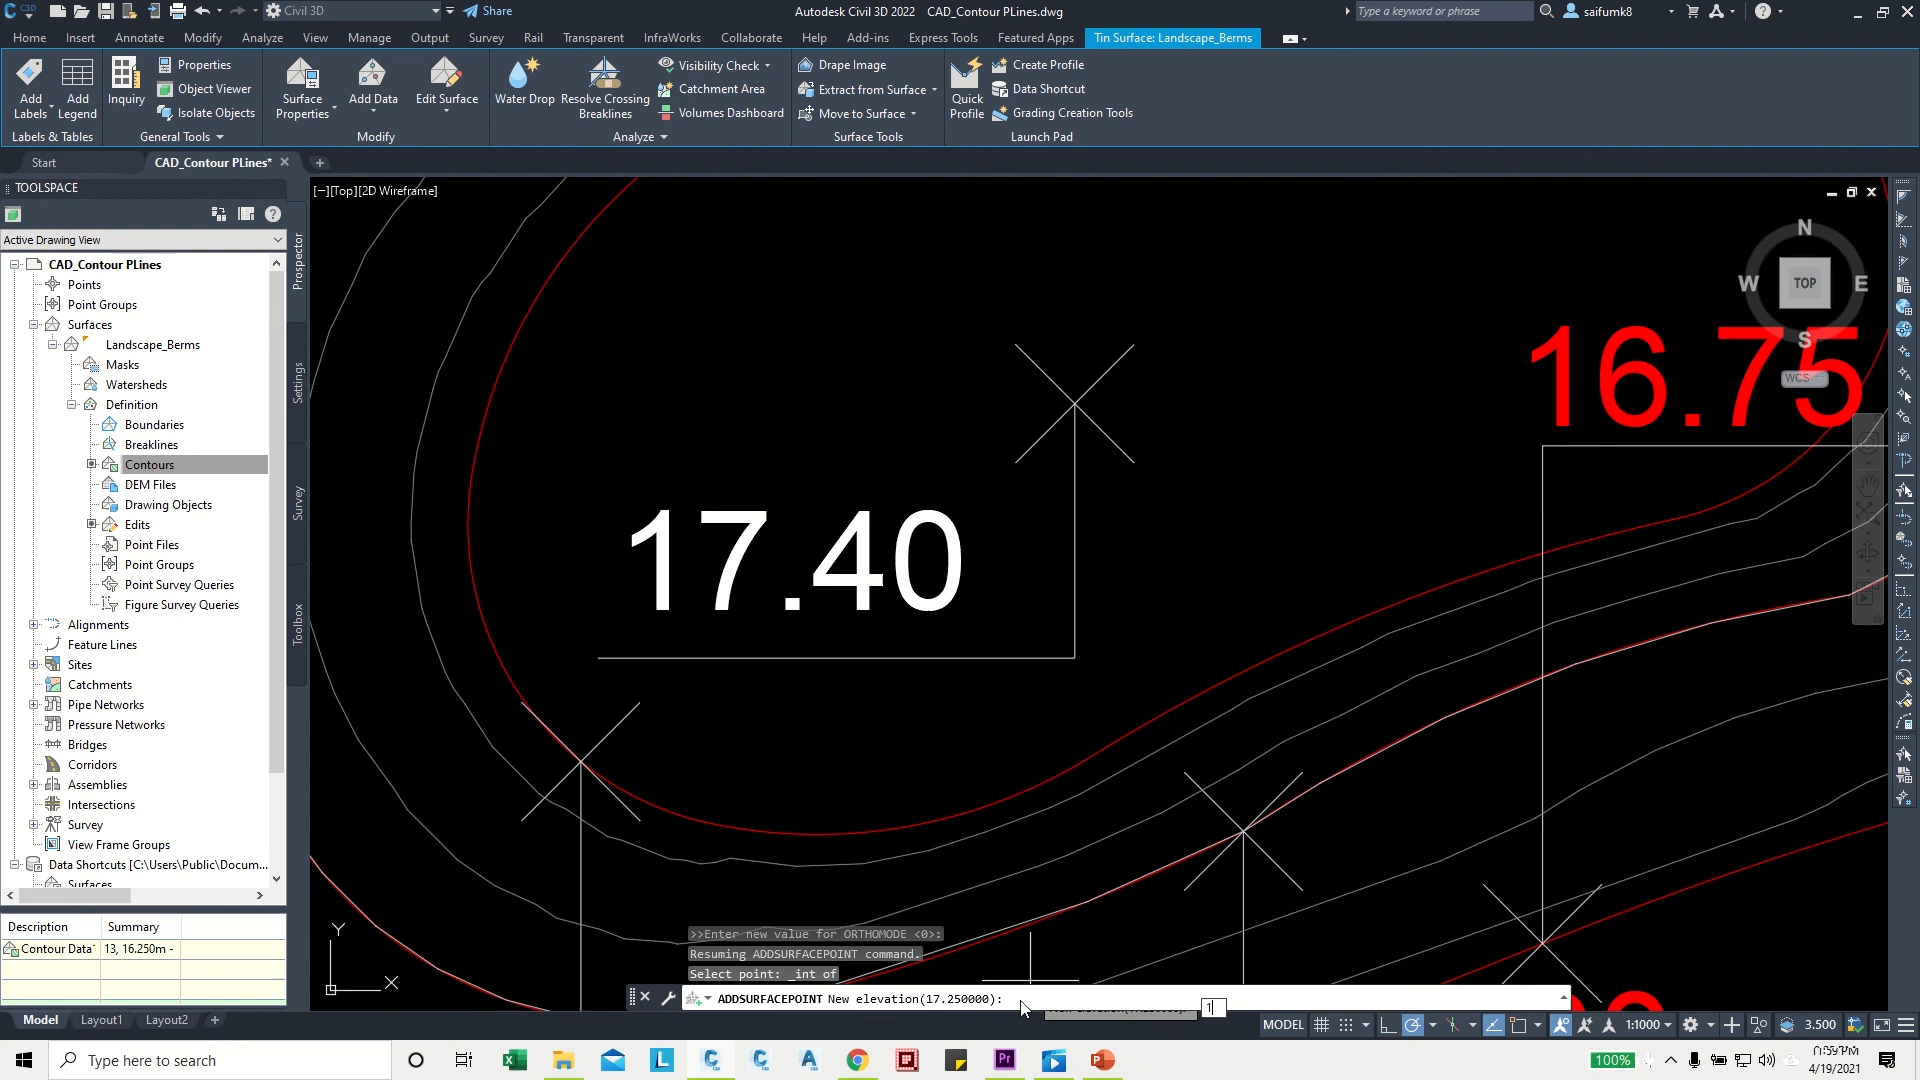 C3D
Civil 3D
Share
Autodesk Civil 3D 2022 CAD_Contour PLines.dwg
Type a keyword or phrase
saifumk8
Home Insert Annotate Modify Analyze View Manage Output Survey Rail Transparent InfraWorks Collaborate Help Add-ins Express Tools Featured Apps Tin Surface: Landscape_Berms
Add Labels
Add Legend
Labels & Tables
Inquiry
Properties
Object Viewer
Isolate Objects
General Tools
Surface Properties
Add Data
Edit Surface
Modify
Water Drop
Resolve Crossing Breaklines
Visibility Check
Catchment Area
Volumes Dashboard
Analyze
Drape Image
Extract from Surface
Move to Surface
Surface Tools
Quick Profile
Create Profile
Data Shortcut
Grading Creation Tools
Launch Pad
Start
CAD_Contour PLines*
TOOLSPACE
Active Drawing View
CAD_Contour PLines
Points
Point Groups
Surfaces
Landscape_Berms
Masks
Watersheds
Definition
Boundaries
Breaklines
Contours
DEM Files
Drawing Objects
Edits
Point Files
Point Groups
Point Survey Queries
Figure Survey Queries
Alignments
Feature Lines
Sites
Catchments
Pipe Networks
Pressure Networks
Bridges
Corridors
Assemblies
Intersections
Survey
View Frame Groups
Data Shortcuts [C:\Users\Public\Docum...
Surfaces
Prospector
Settings
Survey
Toolbox
Description Summary
Contour Data 13, 16.250m -
[−][Top][2D Wireframe]
N
W TOP E
S
WCS
16.75
17.40
Y
X
>>Enter new value for ORTHOMODE <0>:
Resuming ADDSURFACEPOINT command.
Select point: _int of
ADDSURFACEPOINT New elevation(17.250000):
1
Model Layout1 Layout2
MODEL
1:1000
3.500
Type here to search
100%
4/19/2021